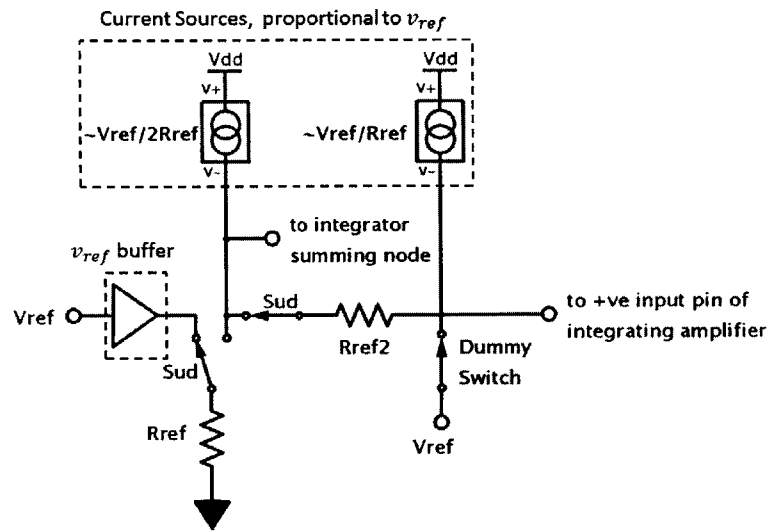 Current Sources, proportional to vref
Vdd
Vdd
v+
v+
~Vref/2Rref
~Vref/Rref
v-
v-
to integrator
summing node
vref buffer
Vref
Sud
Sud
Rref2
to +ve input pin of
integrating amplifier
Dummy
Switch
Rref
Vref